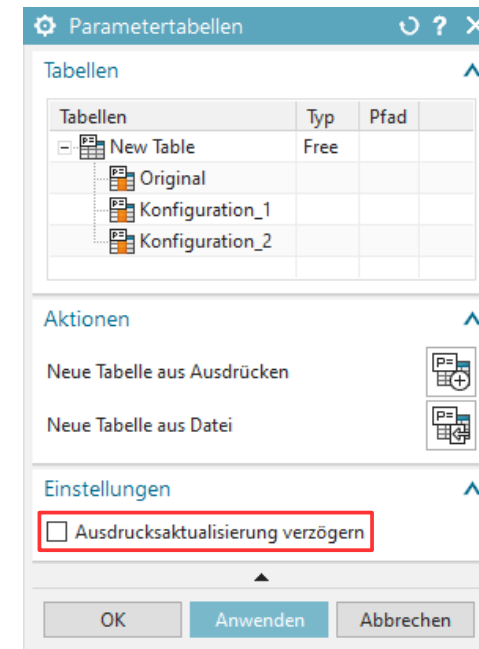 Parametertabellen ?
Tabellen
Tabellen Typ Pfad
New Table Free
Original
Konfiguration_1
Konfiguration_2
Aktionen
Neue Tabelle aus Ausdrücken
Neue Tabelle aus Datei
Einstellungen
Ausdrucksaktualisierung verzögern
OK Anwenden Abbrechen